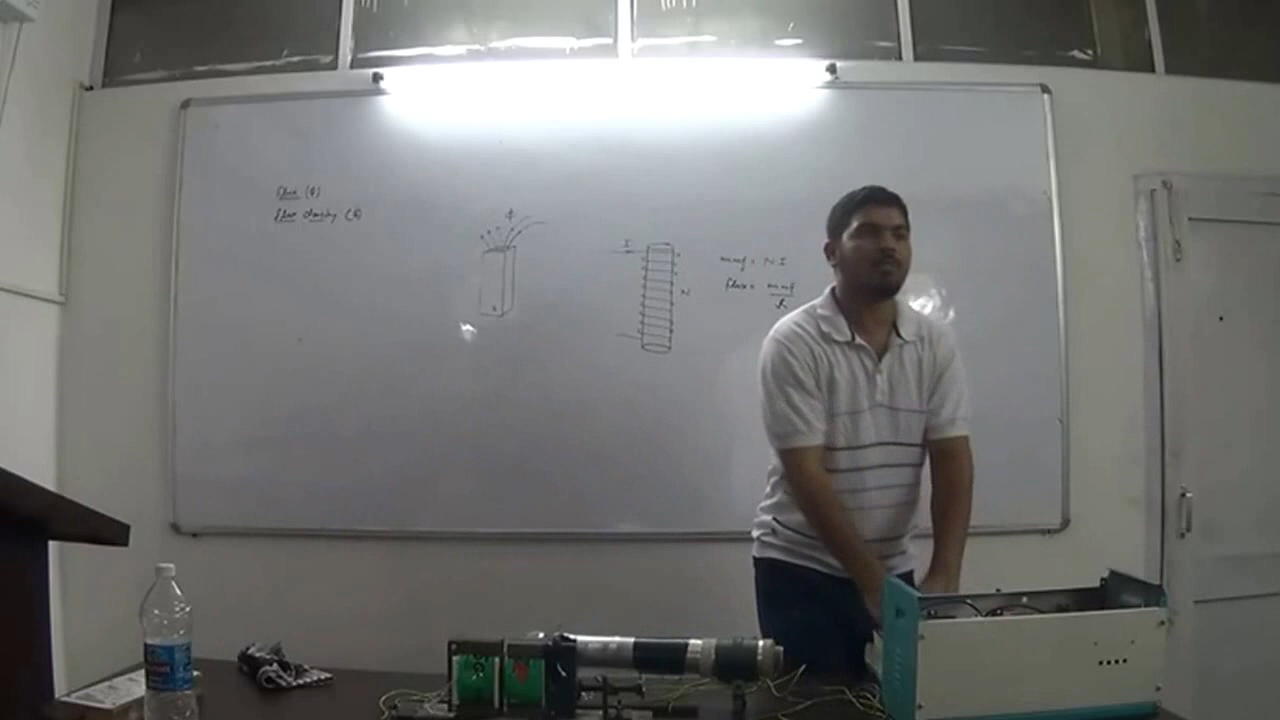 flux (φ)
flux density (B)
φ
I
N
mmf = NI
flux = mmf
R